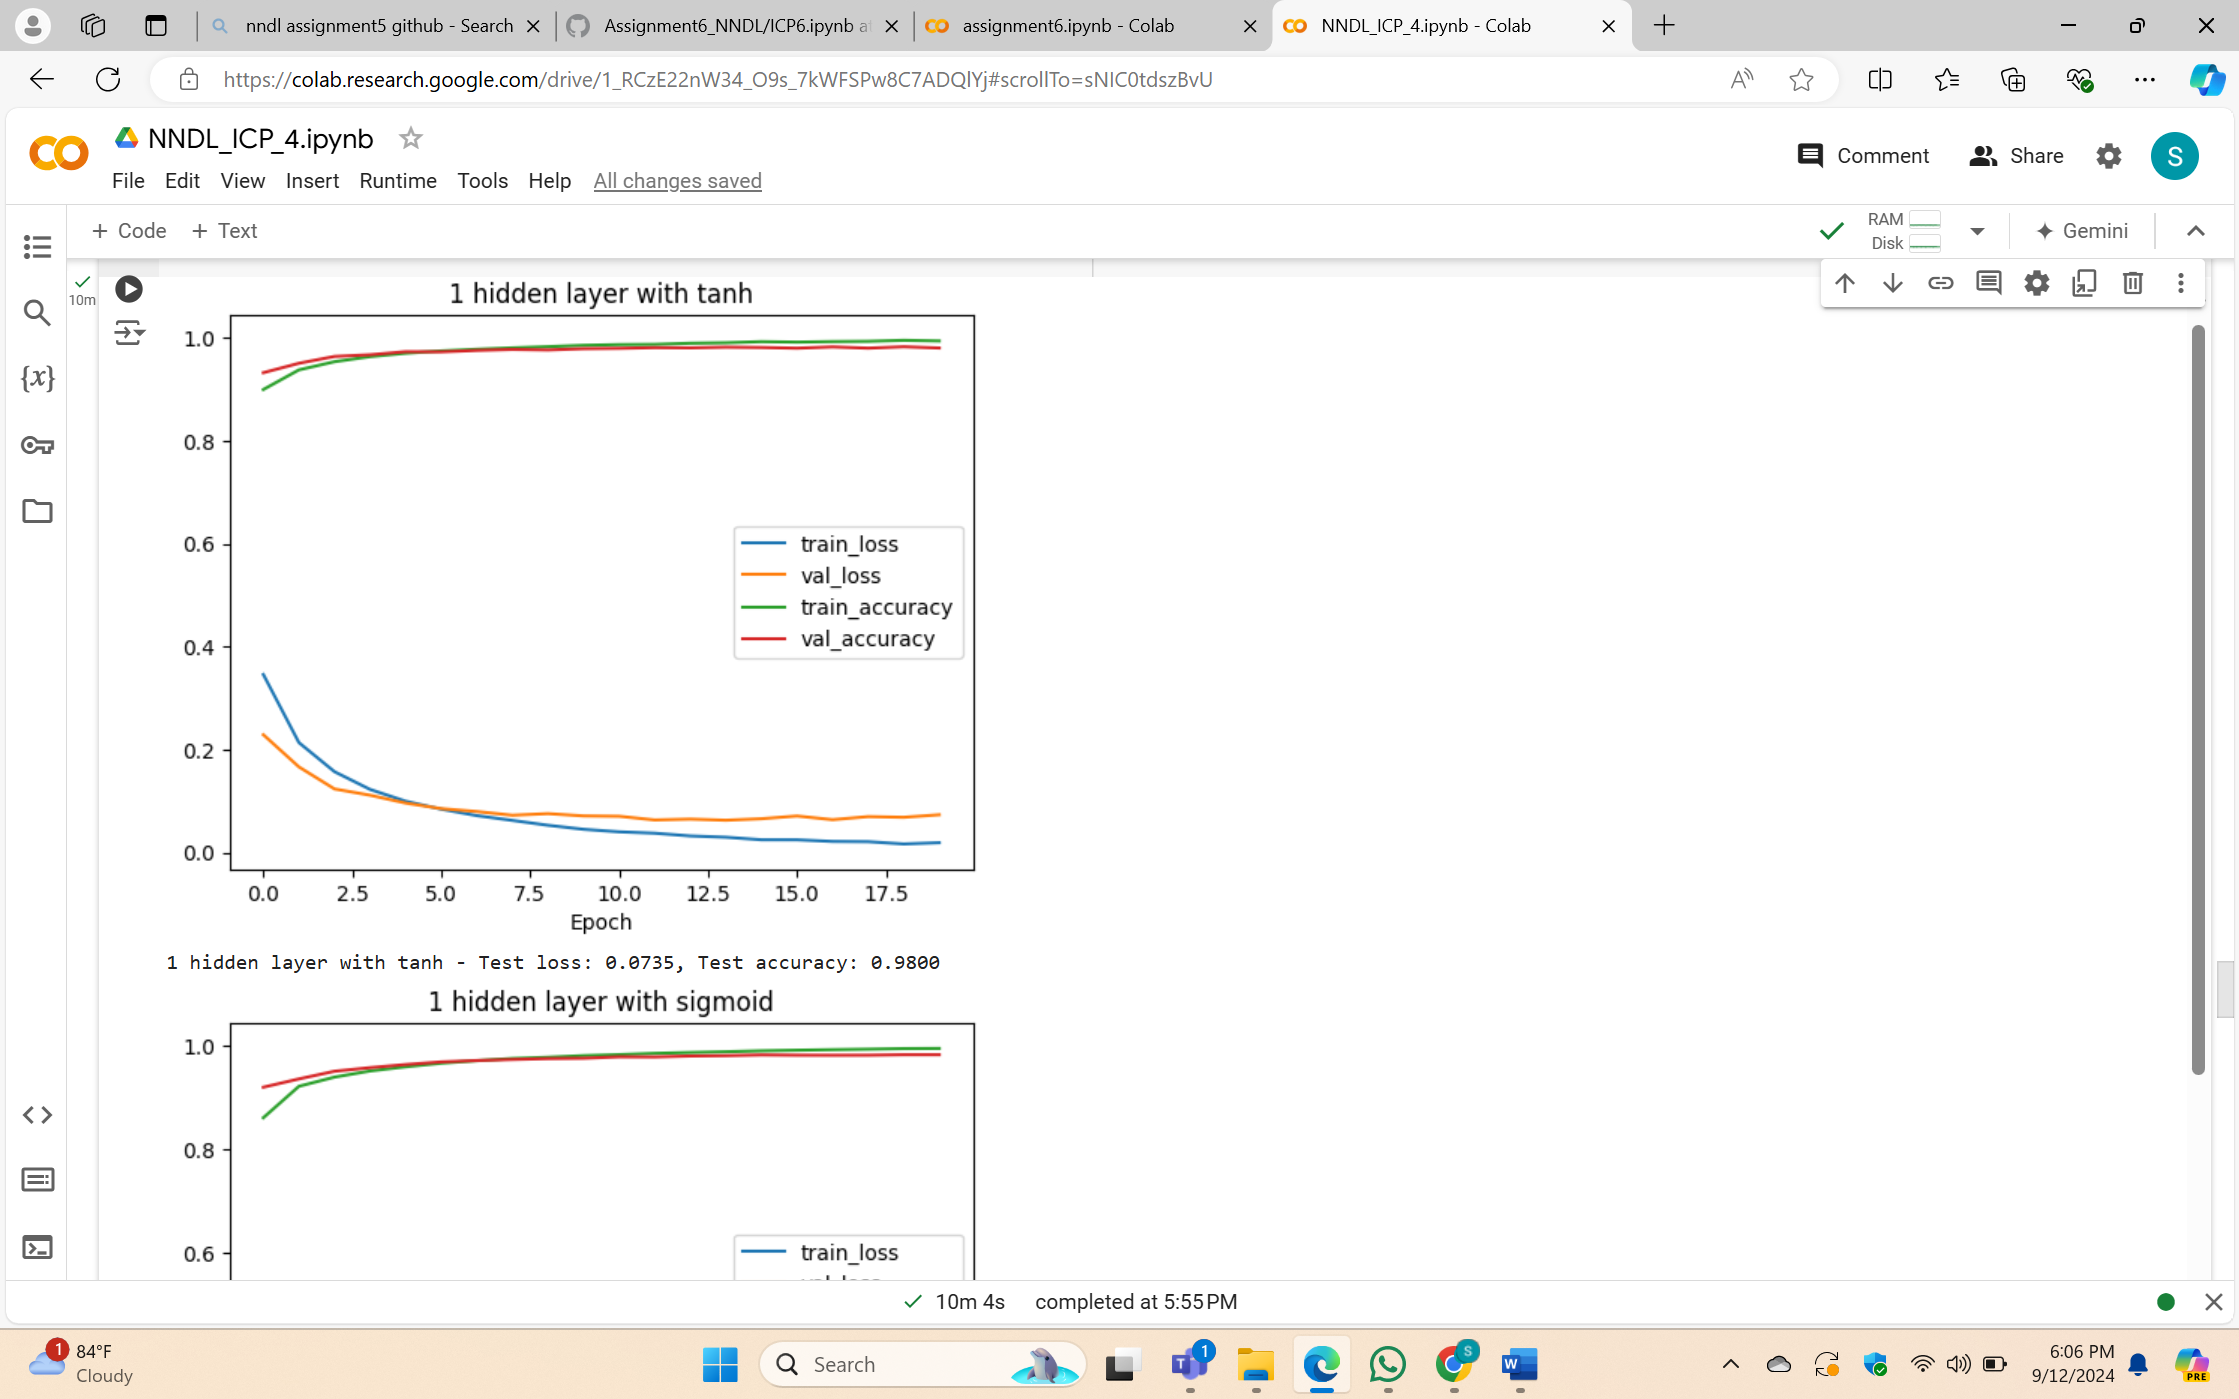 nndl assignment5 github - Search
Assignment6_NNDL/ICP6.ipynb at
assignment6.ipynb - Colab
NNDL_ICP_4.ipynb - Colab
https://colab.research.google.com/drive/1_RCzE22nW34_O9s_7kWFSPw8C7ADQlYj#scrollTo=sNIC0tdszBvU
NNDL_ICP_4.ipynb
Comment
Share
S
File Edit View Insert Runtime Tools Help All changes saved
+ Code + Text
RAM
Disk
Gemini
10m
{x}
1 hidden layer with tanh
1.0
0.8
0.6
0.4
0.2
0.0
train_loss
val_loss
train_accuracy
val_accuracy
0.0 2.5 5.0 7.5 10.0 12.5 15.0 17.5
Epoch
1 hidden layer with tanh - Test loss: 0.0735, Test accuracy: 0.9800
1 hidden layer with sigmoid
1.0
0.8
0.6
train_loss
10m 4s completed at 5:55 PM
1
84°F
Cloudy
Search
1
S
6:06 PM
9/12/2024
PRE